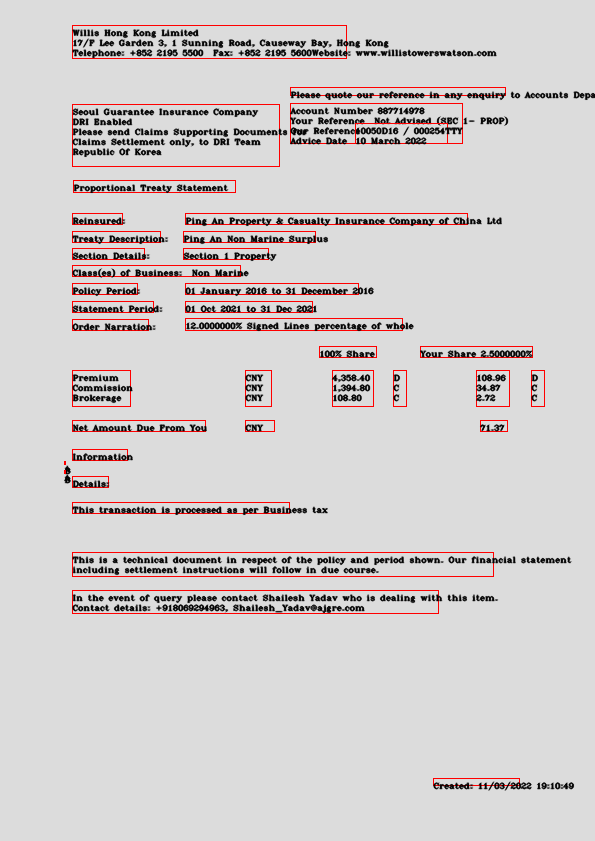 Willis Hong Kong Limited
17/F Lee Garden 3, 1 Sunning Road, Causeway Bay, Hong Kong
Telephone: +852 2195 5500 Fax: +852 2195 5600Website: www.willistowerswatson.com
Please quote our reference in any enquiry to Accounts Depa
Seoul Guarantee Insurance Company
DRI Enabled
Please send Claims Supporting Documents for
Claims Settlement only, to DRI Team
Republic Of Korea
Account Number 887714978
Your Reference Not Advised (SEC 1- PROP)
Our Reference 10050D16 / 000254TTY
Advice Date 10 March 2022
Proportional Treaty Statement
Reinsured: Ping An Property & Casualty Insurance Company of China Ltd
Treaty Description: Ping An Non Marine Surplus
Section Details: Section 1 Property
Class(es) of Business: Non Marine
Policy Period: 01 January 2016 to 31 December 2016
Statement Period: 01 Oct 2021 to 31 Dec 2021
Order Narration: 12.0000000% Signed Lines percentage of whole
100% Share Your Share 2.5000000%
Premium CNY 4,358.40 D 108.96 D
Commission CNY 1,394.80 C 34.87 C
Brokerage CNY 108.80 C 2.72 C
Net Amount Due From You CNY 71.37
Information
Details:
This transaction is processed as per Business tax
This is a technical document in respect of the policy and period shown. Our financial statement
including settlement instructions will follow in due course.
In the event of query please contact Shailesh Yadav who is dealing with this item.
Contact details: +918069294963, Shailesh_Yadav@ajgre.com
Created: 11/03/2022 19:10:49